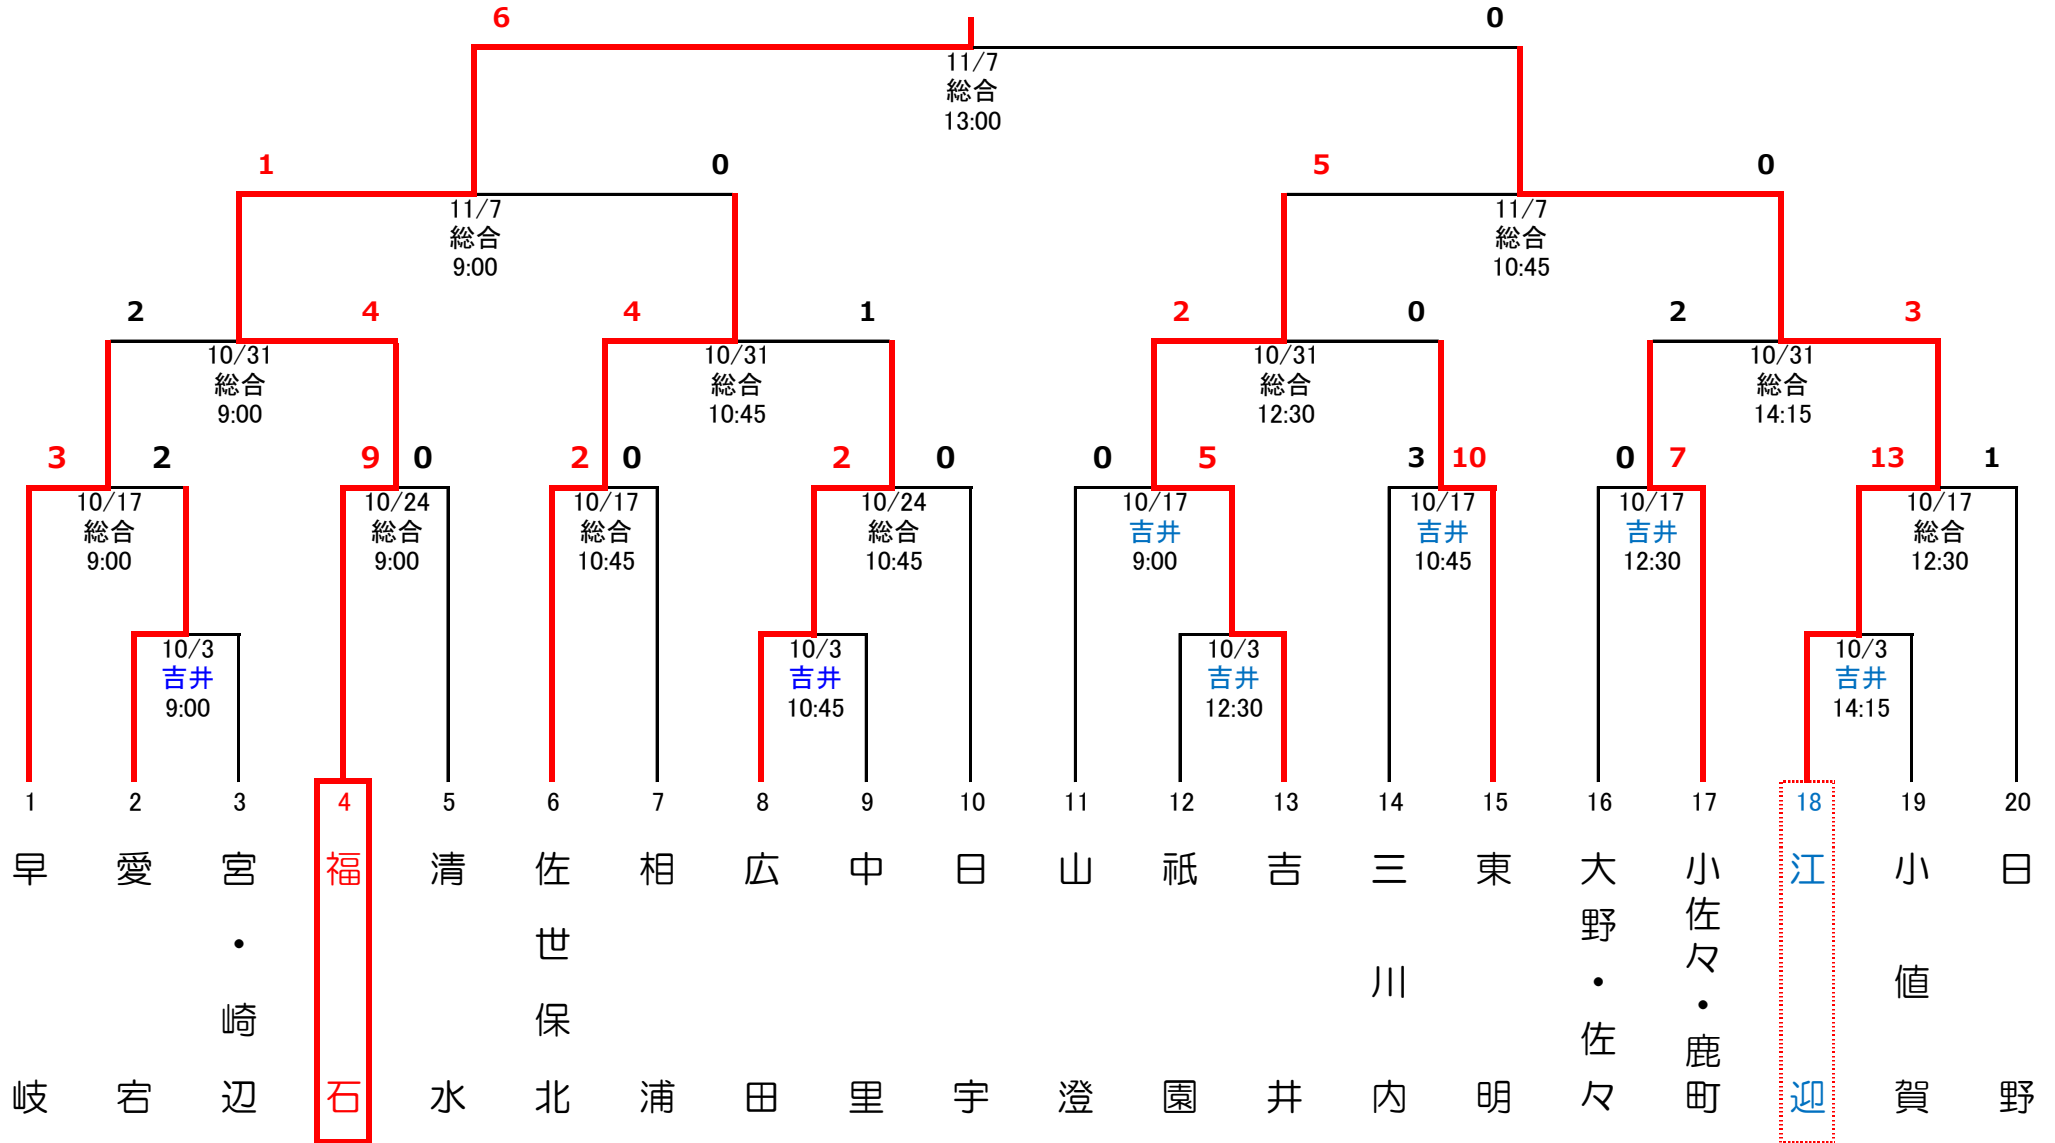 6 0
11/7
総合
13:00
1 0 5 0
11/7 11/7
総合 総合
9:00 10:45
2 4 4 1 2 0 2 3
10/31 10/31 10/31 10/31
総合 総合 総合 総合
9:00 10:45 12:30 14:15
3 2 9 0 2 0 2 0 0 5 3 10 0 7 13 1
10/17 10/24 10/17 10/24 10/17 10/17 10/17 10/17
総合 総合 総合 総合 吉井 吉井 吉井 総合
9:00 9:00 10:45 10:45 9:00 10:45 12:30 12:30
10/3 10/3 10/3 10/3
吉井 吉井 吉井 吉井
9:00 10:45 12:30 14:15
1 2 3 4 5 6 7 8 9 10 11 12 13 14 15 16 17 18 19 20
早岐
愛宕
宮・崎辺
福石
清水
佐世保北
相浦
広田
中里
日宇
山澄
祇園
吉井
三川内
東明
大野・佐々
小佐々・鹿町
江迎
小値賀
日野